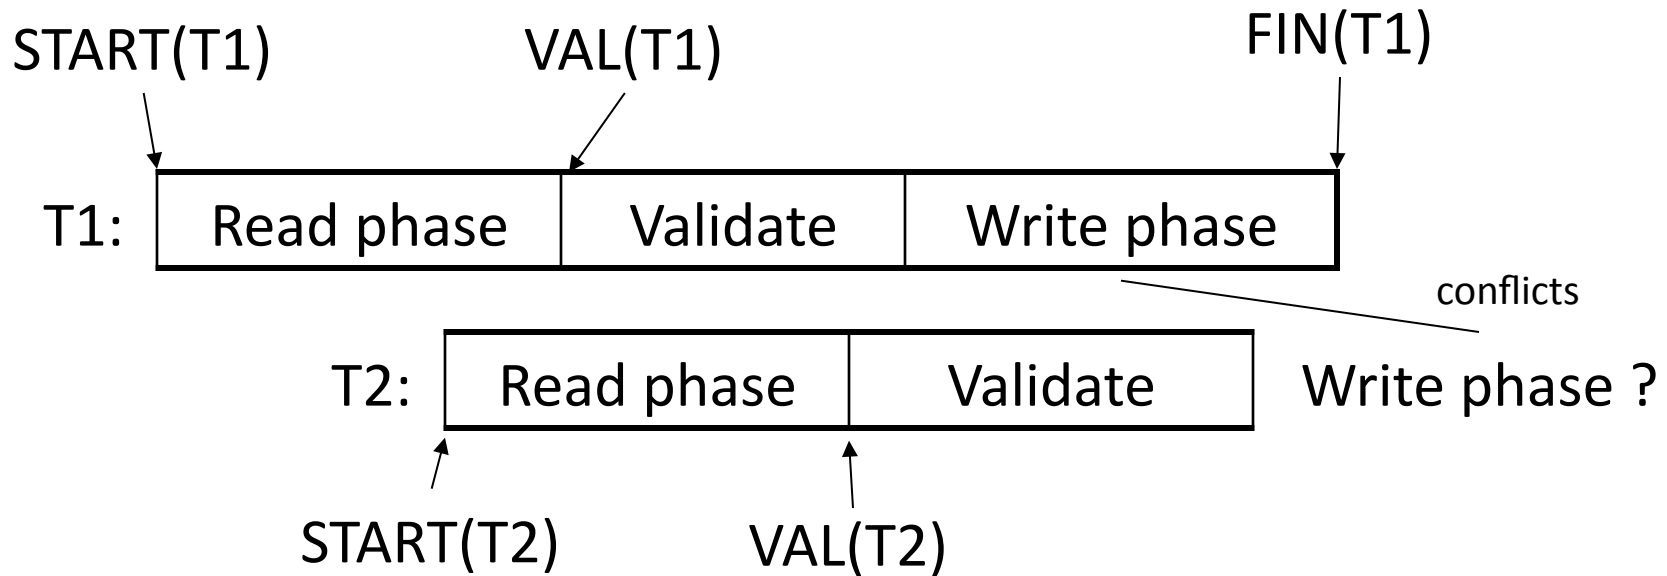 START(T1) VAL(T1) FIN(T1)
T1: Read phase Validate Write phase
conflicts
T2: Read phase Validate Write phase ?
START(T2) VAL(T2)